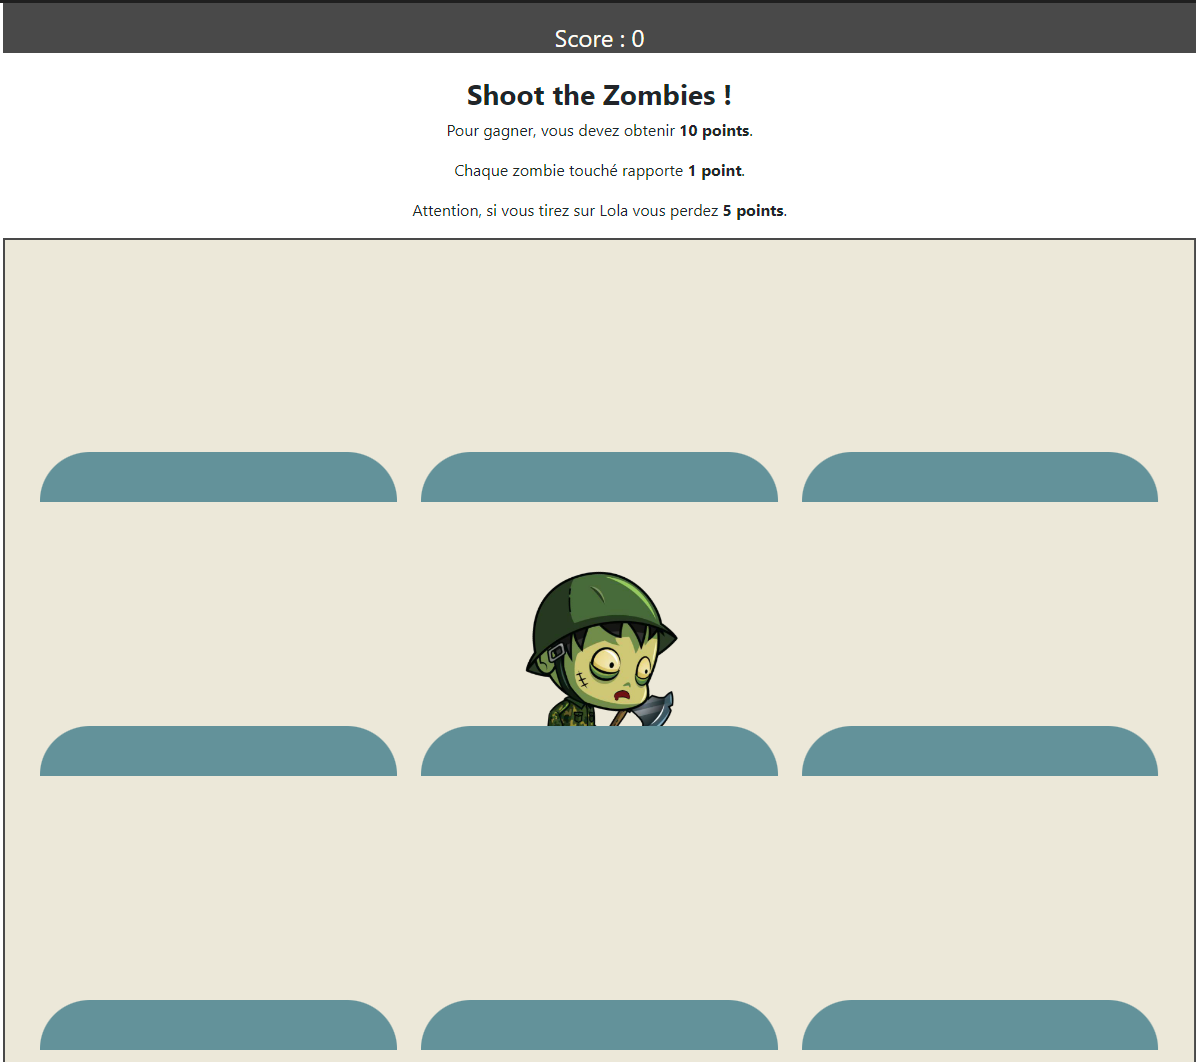 Score : 0
Shoot the Zombies !
Pour gagner, vous devez obtenir 10 points.
Chaque zombie touché rapporte 1 point.
Attention, si vous tirez sur Lola vous perdez 5 points.